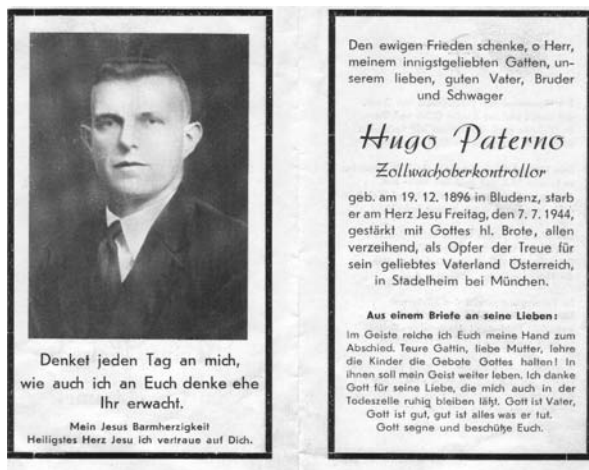 Denket jeden Tag an mich,
wie auch ich an Euch denke ehe
Ihr erwacht.
Mein Jesus Barmherzigkeit
Heiligstes Herz Jesu ich vertraue auf Dich.
Den ewigen Frieden schenke, o Herr,
meinem innigstgeliebten Gatten, un-
serem lieben, guten Vater, Bruder
und Schwager
Hugo Paterno
Zollwachoberkontrollor
geb. am 19. 12. 1896 in Bludenz, starb
er am Herz Jesu Freitag, den 7. 7. 1944,
gestärkt mit Gottes hl. Brote, allen
verzeihend, als Opfer der Treue für
sein geliebtes Vaterland Österreich,
in Stadelheim bei München.
Aus einem Briefe an seine Lieben:
Im Geiste reiche ich Euch meine Hand zum
Abschied. Teure Gattin, liebe Mutter, lehre
die Kinder die Gebote Gottes halten! In
ihnen soll mein Geist weiter leben. Ich danke
Gott für seine Liebe, die mich auch in der
Todeszelle ruhig bleiben läßt. Gott ist Vater,
Gott ist gut, gut ist alles was er tut.
Gott segne und beschütze Euch.